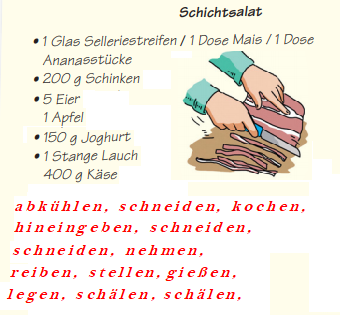 Schichtsalat
• 1 Glas Selleriestreifen / 1 Dose Mais / 1 Dose
Ananasstücke
• 200 g Schinken
• 5 Eier
1 Apfel
• 150 g Joghurt
• 1 Stange Lauch
400 g Käse
abkühlen, schneiden, kochen,
hineingeben, schneiden,
schneiden, nehmen,
reiben, stellen, gießen,
legen, schälen, schälen,